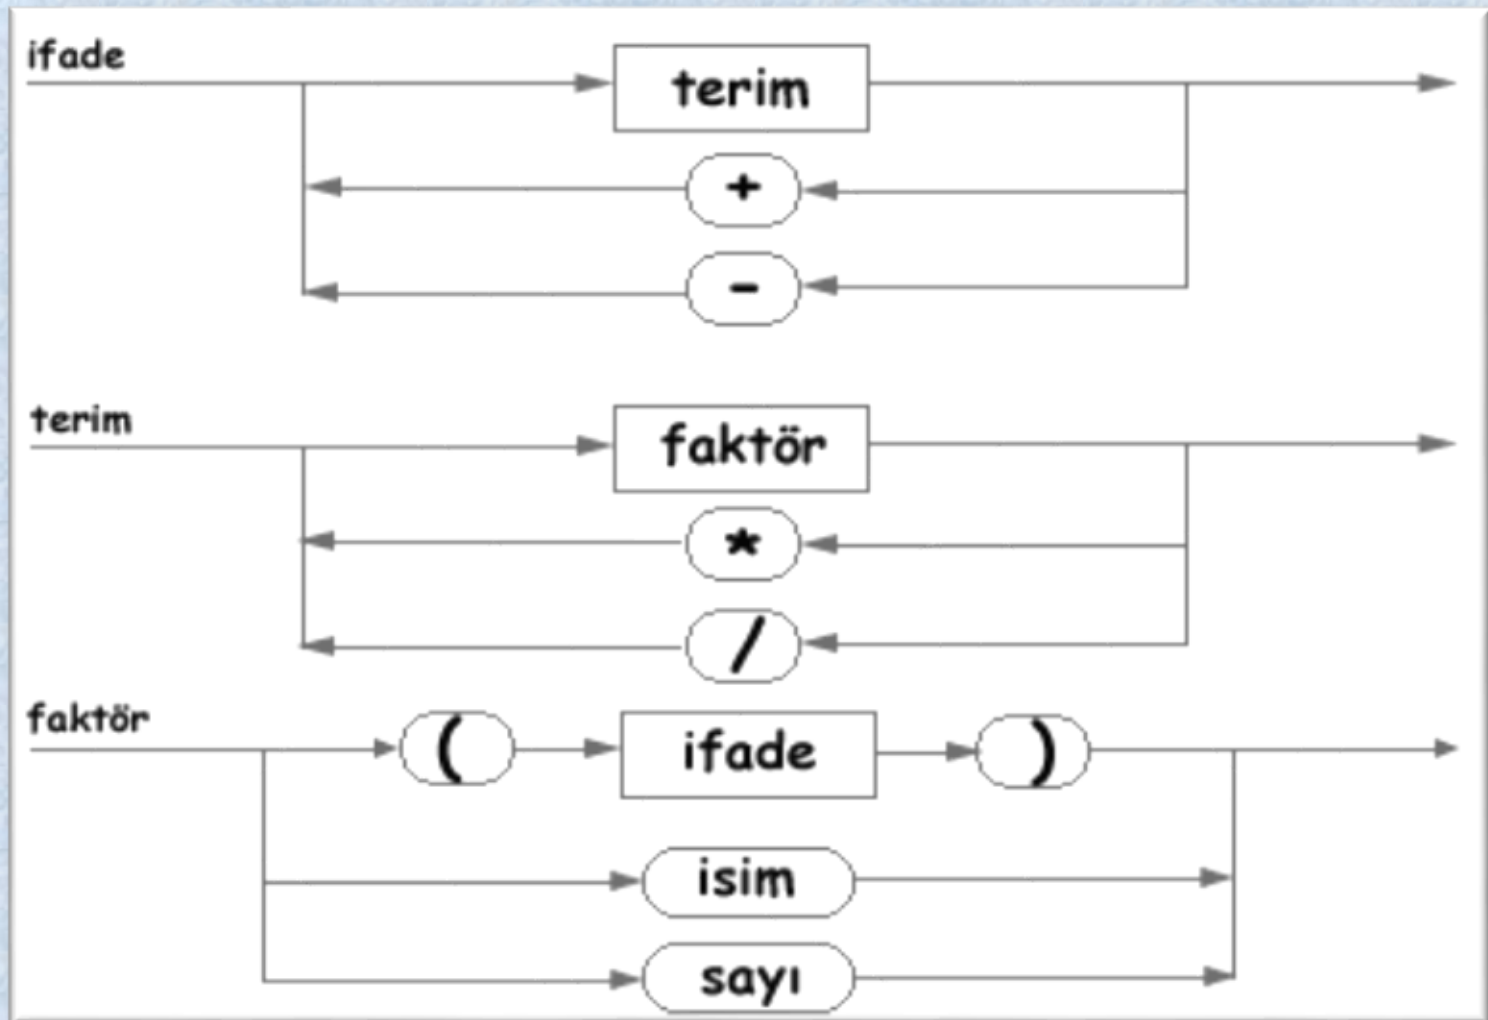 ifade
terim
+
-
terim
faktör
*
/
faktör
( ifade )
isim
sayı